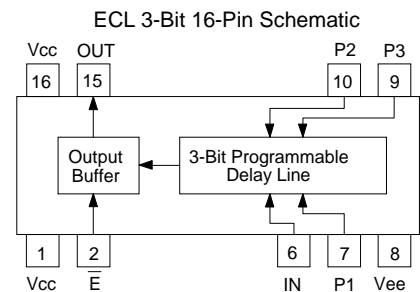 ECL 3-Bit 16-Pin Schematic
Vcc OUT P2 P3
16 15 10 9
Output Buffer
3-Bit Programmable Delay Line
1 2 6 7 8
Vcc E̅ IN P1 Vee